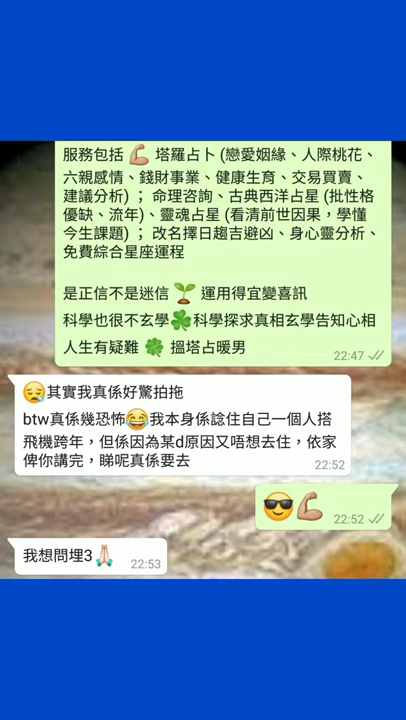 服務包括 💪🏼 塔羅占卜 (戀愛姻緣、人際桃花、
六親感情、錢財事業、健康生育、交易買賣、
建議分析) ； 命理咨詢、古典西洋占星 (批性格
優缺、流年)、靈魂占星 (看清前世因果，學懂
今生課題) ； 改名擇日趨吉避凶、身心靈分析、
免費綜合星座運程
是正信不是迷信 🌱 運用得宜變喜訊
科學也很不玄學🍀科學探求真相玄學告知心相
人生有疑難 🍀 搵塔占暖男
22:47
😪其實我真係好驚拍拖
btw真係幾恐怖😂我本身係諗住自己一個人搭
飛機跨年，但係因為某d原因又唔想去住，依家
俾你講完，睇呢真係要去
22:52
😎💪🏼
22:52
我想問埋3🙏🏻
22:53